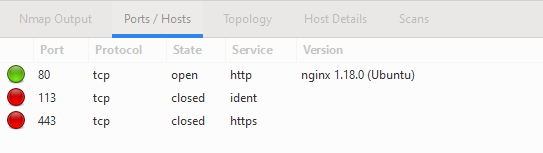 Nmap Output Ports / Hosts Topology Host Details Scans
Port Protocol State Service Version
80 tcp open http nginx 1.18.0 (Ubuntu)
113 tcp closed ident
443 tcp closed https